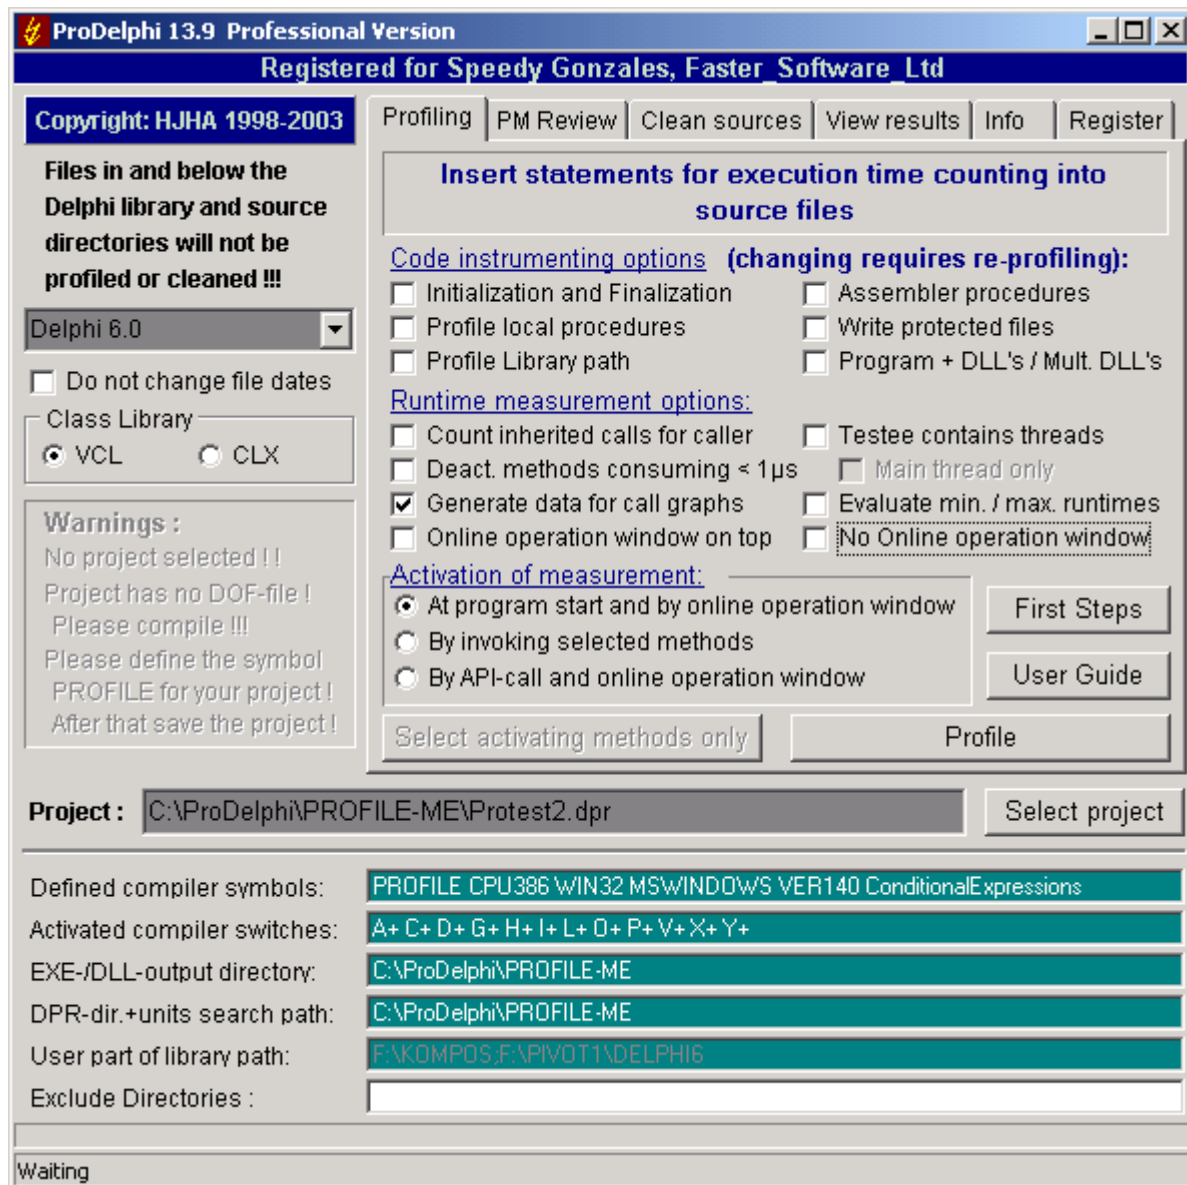 ProDelphi 13.9 Professional Version
Registered for Speedy Gonzales, Faster_Software_Ltd
Copyright: HJHA 1998-2003
Files in and below the
Delphi library and source
directories will not be
profiled or cleaned !!!
Delphi 6.0
Do not change file dates
Class Library
VCL
CLX
Warnings :
No project selected ! !
Project has no DOF-file !
Please compile !!!
Please define the symbol
PROFILE for your project !
After that save the project !
Profiling
PM Review
Clean sources
View results
Info
Register
Insert statements for execution time counting into
source files
Code instrumenting options (changing requires re-profiling):
Initialization and Finalization
Assembler procedures
Profile local procedures
Write protected files
Profile Library path
Program + DLL's / Mult. DLL's
Runtime measurement options:
Count inherited calls for caller
Testee contains threads
Deact. methods consuming < 1µs
Main thread only
Generate data for call graphs
Evaluate min. / max. runtimes
Online operation window on top
No Online operation window
Activation of measurement:
At program start and by online operation window
By invoking selected methods
By API-call and online operation window
First Steps
User Guide
Select activating methods only
Profile
Project : C:\ProDelphi\PROFILE-ME\Protest2.dpr
Select project
Defined compiler symbols: PROFILE CPU386 WIN32 MSWINDOWS VER140 ConditionalExpressions
Activated compiler switches: A+ C+ D+ G+ H+ I+ L+ O+ P+ V+ X+ Y+
EXE-/DLL-output directory: C:\ProDelphi\PROFILE-ME
DPR-dir.+units search path: C:\ProDelphi\PROFILE-ME
User part of library path: F:\KOMPOS;F:\PIVOT1\DELPHI6
Exclude Directories :
Waiting